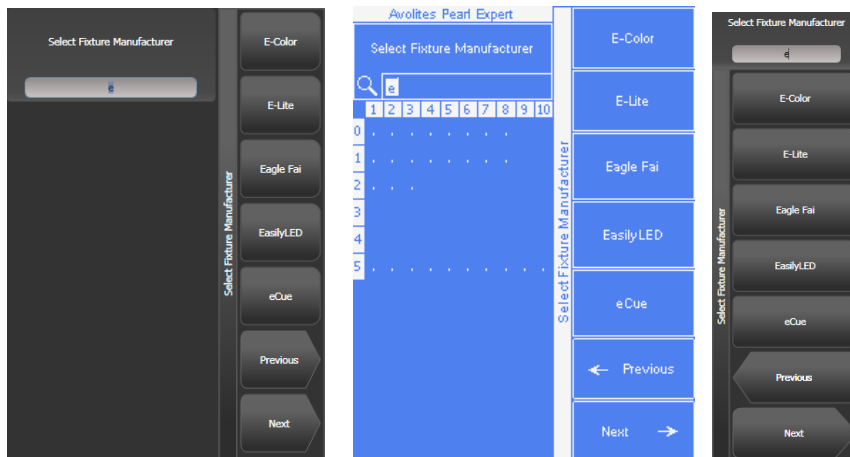 Select Fixture Manufacturer
e
Select Fixture Manufacturer
E-Color
E-Lite
Eagle Fai
EasilyLED
eCue
Previous
Next
Avolites Pearl Expert
Select Fixture Manufacturer
e
1 2 3 4 5 6 7 8 9 10
0 . . . . . . . .
1 . . . . . . . .
2 . . .
3
4
5 . . . . . . . . . .
Select Fixture Manufacturer
E-Color
E-Lite
Eagle Fai
EasilyLED
eCue
← Previous
Next →
Select Fixture Manufacturer
e
Select Fixture Manufacturer
E-Color
E-Lite
Eagle Fai
EasilyLED
eCue
Previous
Next